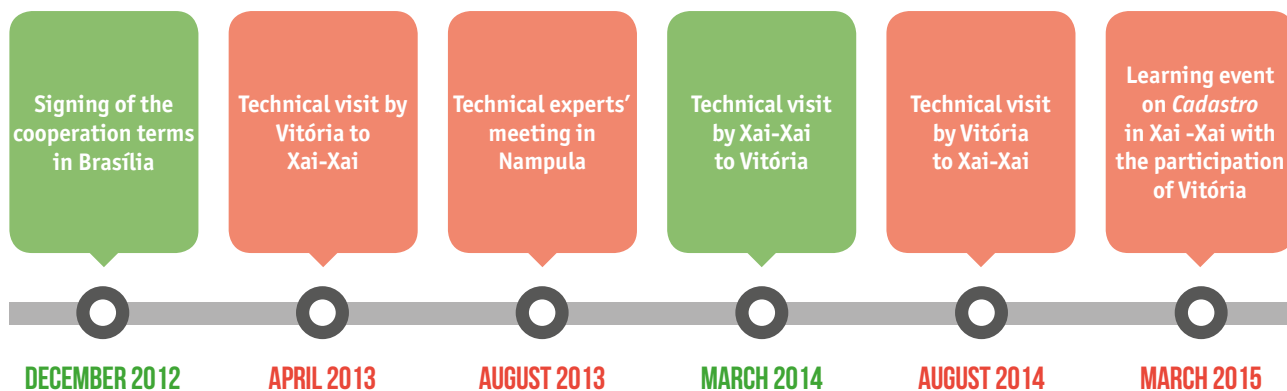 Signing of the
cooperation terms
in Brasília
Technical visit by
Vitória to
Xai-Xai
Technical experts’
meeting in
Nampula
Technical visit
by Xai-Xai
to Vitória
Technical visit
by Vitória
to Xai-Xai
Learning event
on Cadastro
in Xai -Xai with
the participation
of Vitória
DECEMBER 2012
APRIL 2013
AUGUST 2013
MARCH 2014
AUGUST 2014
MARCH 2015